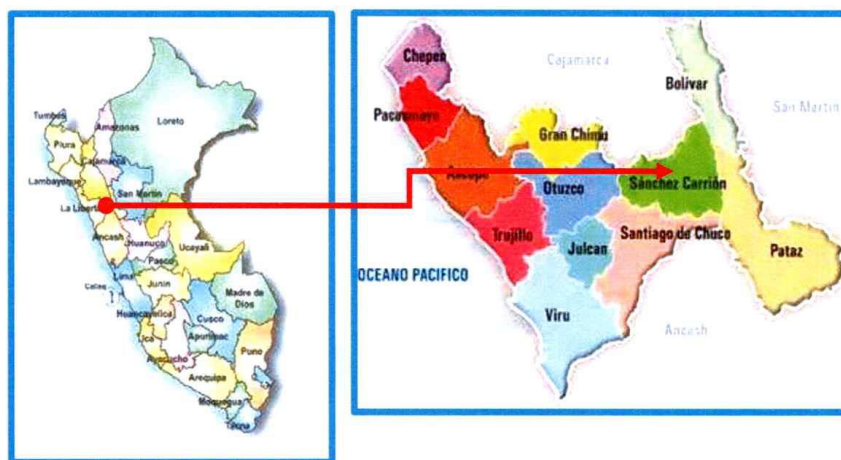 Tumbes
Loreto
Amazonas
Piura
Cajamarca
Lambayeque
San Martin
La Libertad
Ancash
Huanuco
Ucayali
Pasco
Lima
Junin
Callao
Madre de
Dios
Huancavelica
Cusco
Ica
Apurimac
Ayacucho
Puno
Arequipa
Moquegua
Tacna
Chepen
Cajamarca
Bolivar
San Martin
Pacasmayo
Gran Chimu
Ascope
Otuzco
Sánchez Carrión
Trujillo
Julcan
Santiago de Chuco
Pataz
OCEANO PACIFICO
Viru
Ancash